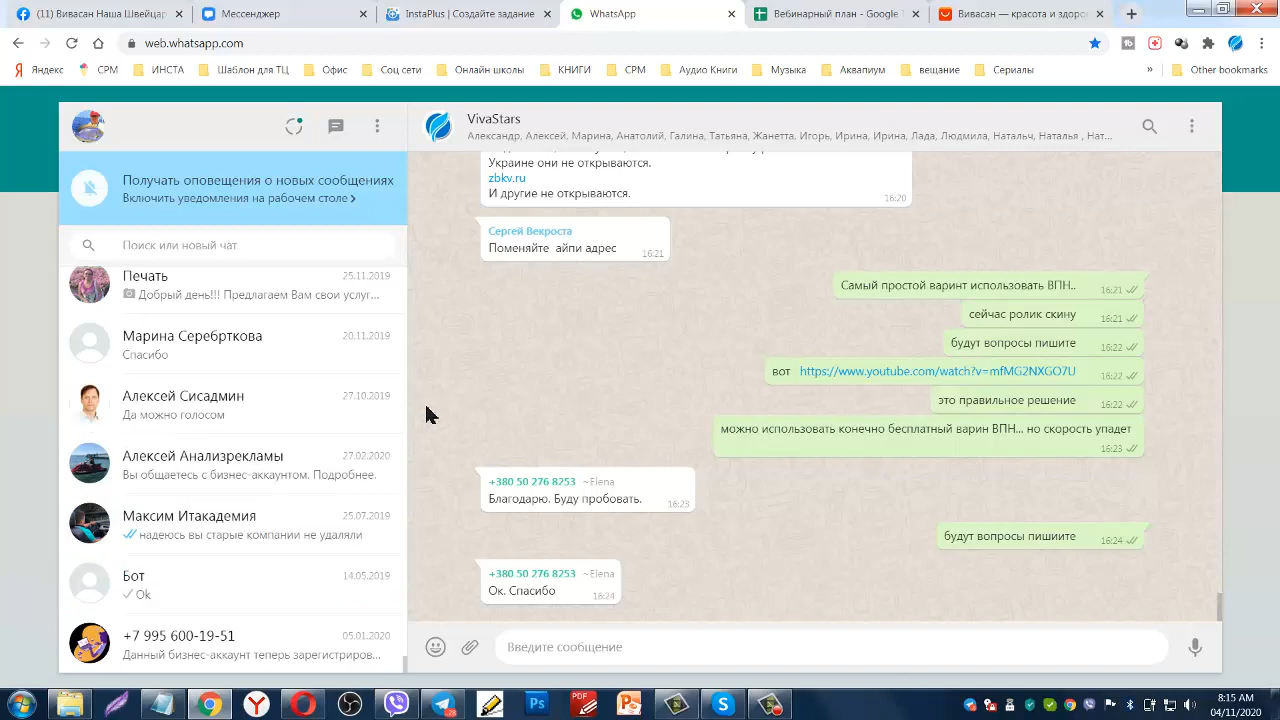 Вивасан Наша Швейцар
Мессенджер
InstaPlus | Создание задание
WhatsApp
Вебинарный план - Google
Вивасан — красота и здоров
web.whatsapp.com
Яндекс
СРМ
ИНСТА
Шаблон для ТЦ
Офис
Соц сети
Онлайн школы
КНИГИ
СРМ
Аудио Книги
Музыка
Аквапиум
вещание
Сериалы
»
Other bookmarks
VivaStars
Александр, Алексей, Марина, Анатолий, Галина, Татьяна, Жанетта, Игорь, Ирина, Ирина, Лада, Людмила, Натальч, Наталья , Нат...
Получать оповещения о новых сообщениях
Включить уведомления на рабочем столе
Поиск или новый чат
Печать 25.11.2019
Добрый день!!! Предлагаем Вам свои услуг...
Марина Серебрткова 20.11.2019
Спасибо
Алексей Сисадмин 27.10.2019
Да можно голосом
Алексей Анализрекламы 27.02.2020
Вы общаетесь с бизнес-аккаунтом. Подробнее.
Максим Итакадемия 25.07.2019
надеюсь вы старые компании не удаляли
Бот 14.05.2019
Ok
+7 995 600-19-51 05.01.2020
Данный бизнес-аккаунт теперь зарегистриров...
Украине они не открываются.
zbkv.ru
И другие не открываются.
16:20
Сергей Векроста
Поменяйте айпи адрес 16:21
Самый простой варинт использовать ВПН.. 16:21
сейчас ролик скину 16:21
будут вопросы пишите 16:22
вот https://www.youtube.com/watch?v=mfMG2NXGO7U 16:22
это правильное решение 16:22
можно использовать конечно бесплатный варин ВПН... но скорость упадет
16:23
+380 50 276 8253 ~Elena
Благодарю. Буду пробовать. 16:23
будут вопросы пишиите 16:24
+380 50 276 8253 ~Elena
Ок. Спасибо 16:24
Введите сообщение
28
PDF
Ps
8:15 AM
04/11/2020